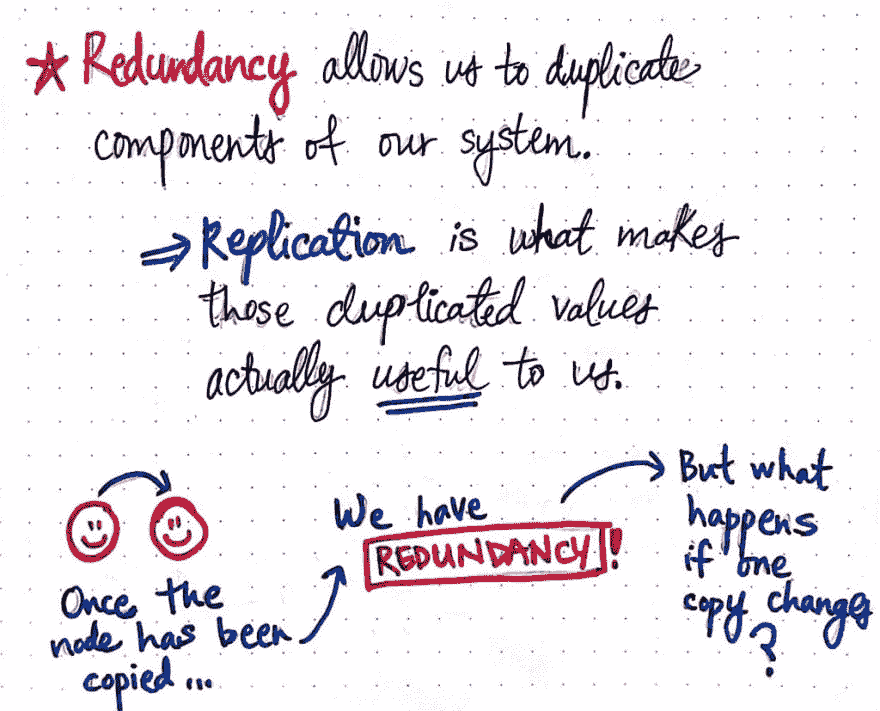 ★ Redundancy allows us to duplicate
components of our system.
⇒ Replication is what makes
those duplicated values
actually useful to us.
Once the
node has been
copied ...
We have
REDUNDANCY!
But what
happens
if one
copy changes
?